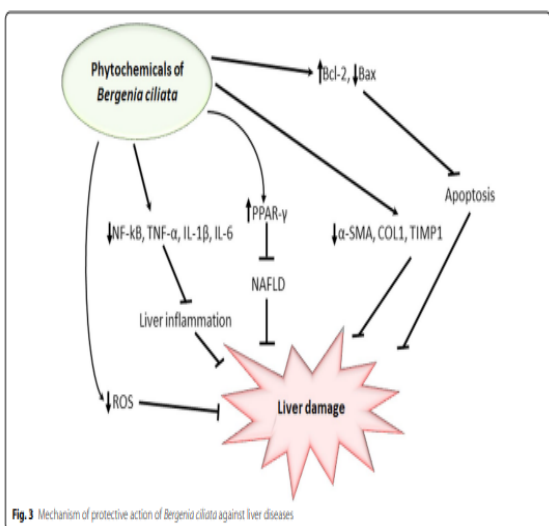 Phytochemicals of
Bergenia ciliata
↑Bcl-2, ↓Bax
Apoptosis
↑PPAR-γ
↓NF-kB, TNF-α, IL-1β, IL-6
↓α-SMA, COL1, TIMP1
NAFLD
Liver inflammation
↓ROS
Liver damage
Fig. 3 Mechanism of protective action of Bergenia ciliata against liver diseases